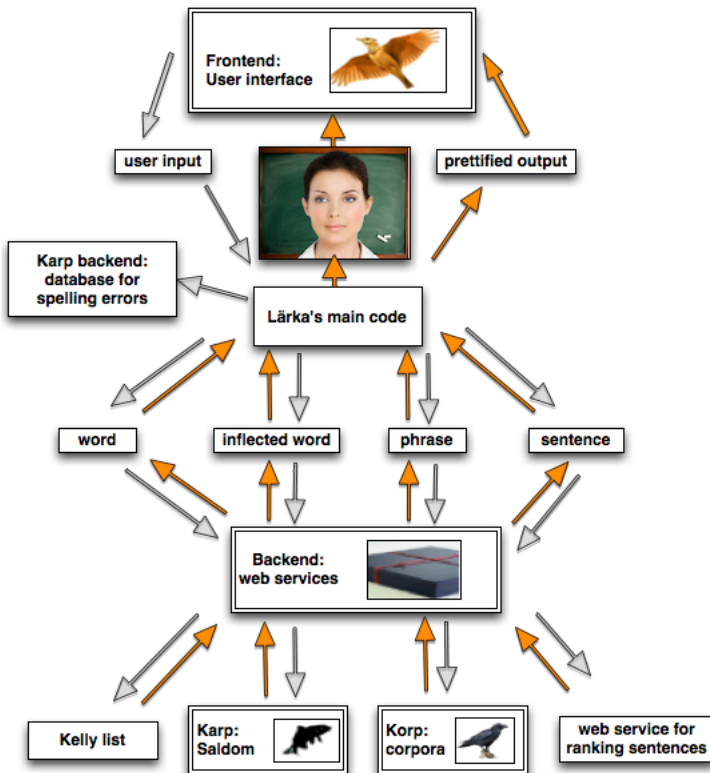 Frontend:
User interface
user input
prettified output
Karp backend:
database for
spelling errors
Lärka's main code
word
inflected word
phrase
sentence
Backend:
web services
Kelly list
Karp:
Saldom
Korp:
corpora
web service for
ranking sentences